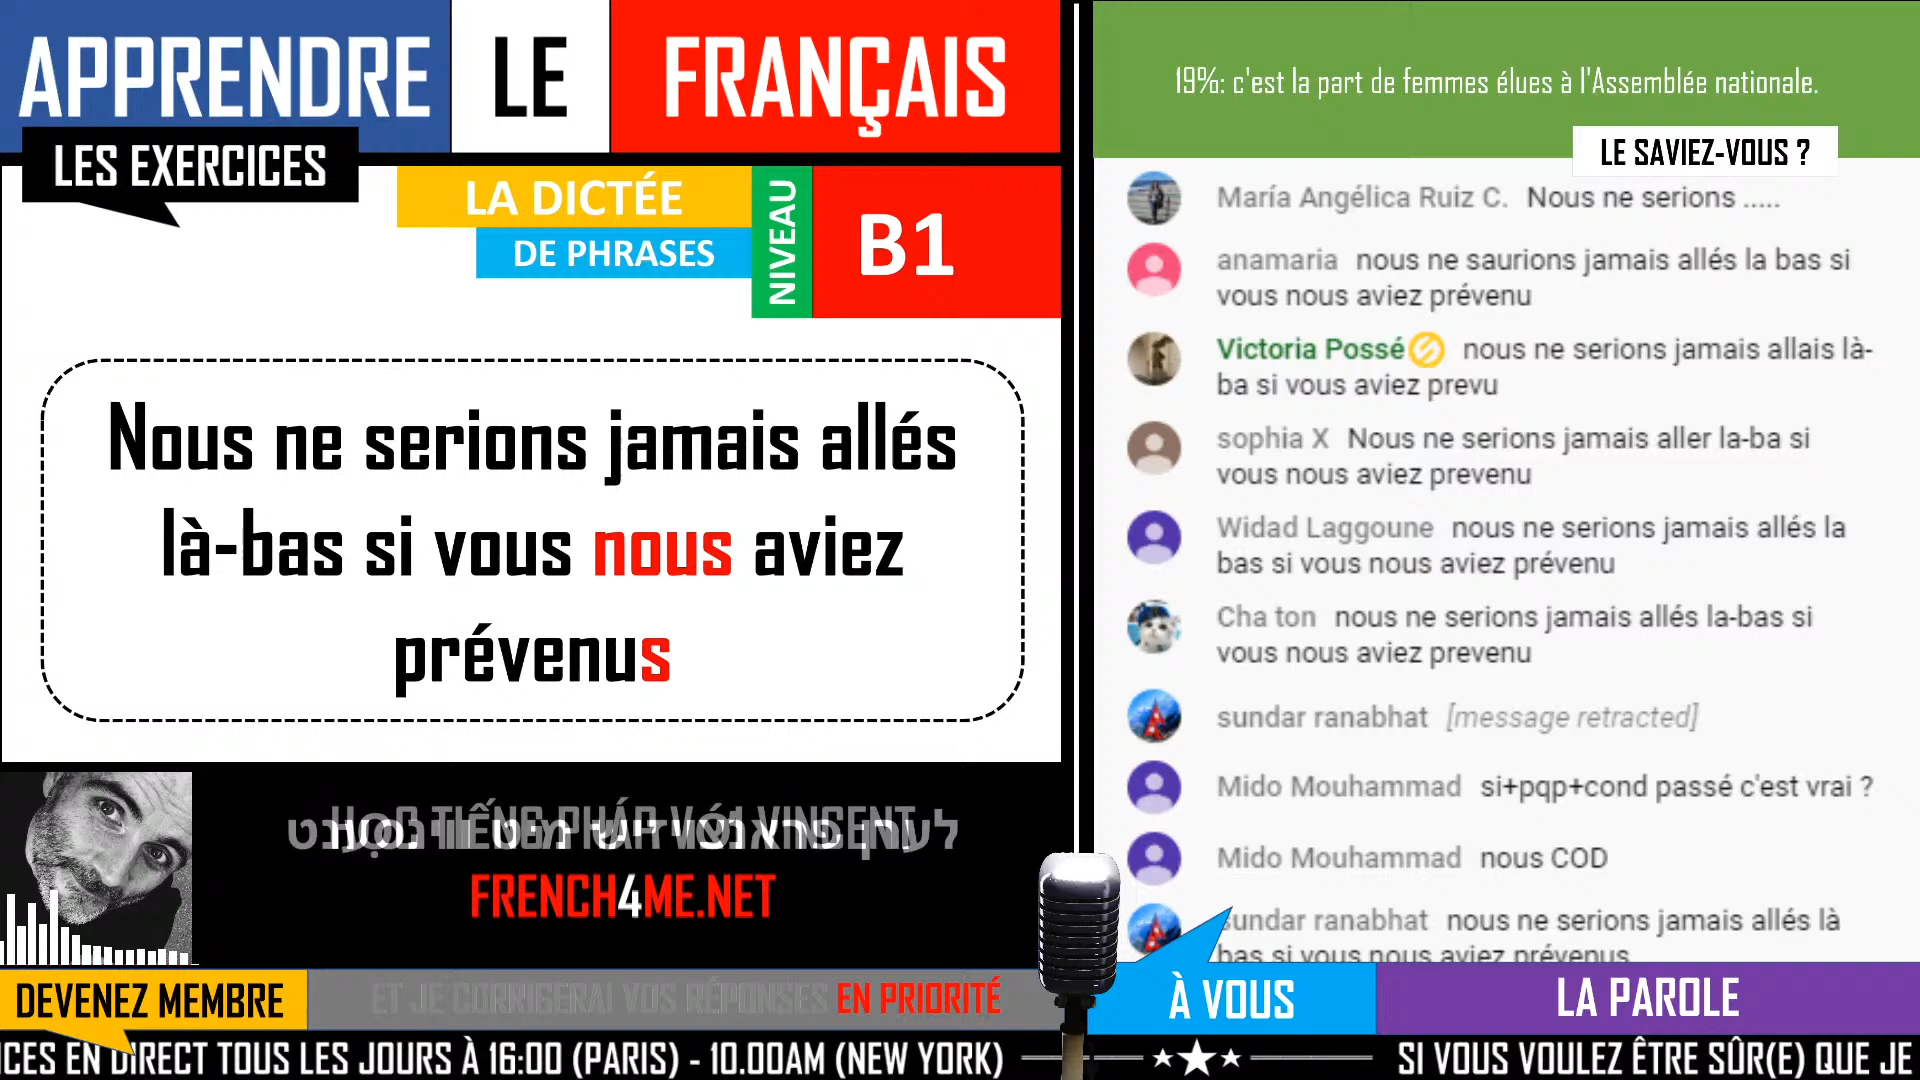 APPRENDRE LE FRANÇAIS
LES EXERCICES
LA DICTÉE
DE PHRASES
NIVEAU
B1
Nous ne serions jamais allés
là-bas si vous nous aviez
prévenus
FRENCH4ME.NET
DEVENEZ MEMBRE
ET JE CORRIGERAI VOS RÉPONSES EN PRIORITÉ
19%: c'est la part de femmes élues à l'Assemblée nationale.
LE SAVIEZ-VOUS ?
María Angélica Ruiz C. Nous ne serions .....
anamaria nous ne saurions jamais allés la bas si
vous nous aviez prévenu
Victoria Possé nous ne serions jamais allais là-
ba si vous aviez prevu
sophia X Nous ne serions jamais aller la-ba si
vous nous aviez prevenu
Widad Laggoune nous ne serions jamais allés la
bas si vous nous aviez prévenu
Cha ton nous ne serions jamais allés la-bas si
vous nous aviez prevenu
sundar ranabhat [message retracted]
Mido Mouhammad si+pqp+cond passé c'est vrai ?
Mido Mouhammad nous COD
sundar ranabhat nous ne serions jamais allés là
bas si vous nous aviez prévenus
À VOUS
LA PAROLE
CES EN DIRECT TOUS LES JOURS À 16:00 (PARIS) - 10.00AM (NEW YORK) SI VOUS VOULEZ ÊTRE SÛR(E) QUE JE